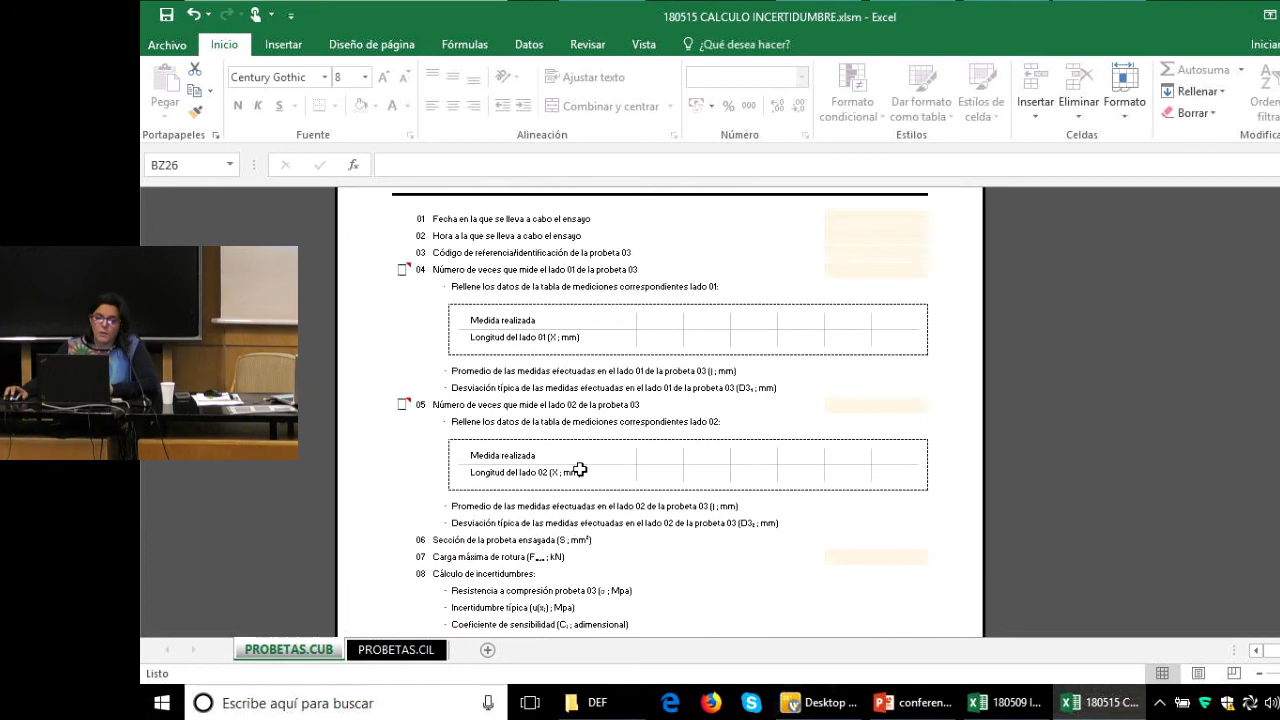 180515 CALCULO INCERTIDUMBRE.xlsm - Excel
Archivo Inicio Insertar Diseño de página Fórmulas Datos Revisar Vista ¿Qué desea hacer? Iniciar
Century Gothic 8 Ajustar texto Autosuma
Pegar N K S Combinar y centrar % 000 Formato condicional Dar formato como tabla Estilos de celda Insertar Eliminar Formato Rellenar Borrar
Portapapeles Fuente Alineación Número Estilos Celdas Modifica
BZ26 fx
01 Fecha en la que se lleva a cabo el ensayo
02 Hora a la que se lleva a cabo el ensayo
03 Código de referencia/identificación de la probeta 03
04 Número de veces que mide el lado 01 de la probeta 03
· Rellene los datos de la tabla de mediciones correspondientes lado 01:
Medida realizada
Longitud del lado 01 (X ; mm)
· Promedio de las medidas efectuadas en el lado 01 de la probeta 03 (j ; mm)
· Desviación típica de las medidas efectuadas en el lado 01 de la probeta 03 (D3₁ ; mm)
05 Número de veces que mide el lado 02 de la probeta 03
· Rellene los datos de la tabla de mediciones correspondientes lado 02:
Medida realizada
Longitud del lado 02 (X ; mm
· Promedio de las medidas efectuadas en el lado 02 de la probeta 03 (j ; mm)
· Desviación típica de las medidas efectuadas en el lado 02 de la probeta 03 (D3₂ ; mm)
06 Sección de la probeta ensayada (S ; mm²)
07 Carga máxima de rotura (F ; kN)
08 Cálculo de incertidumbres:
· Resistencia a compresión probeta 03 (σ ; Mpa)
· Incertidumbre típica (u(xᵢ) ; Mpa)
· Coeficiente de sensibilidad (Cᵢ ; adimensional)
PROBETAS.CUB PROBETAS.CIL
Listo
Escribe aquí para buscar DEF Desktop ... conferen... 180509 I... 180515 C...